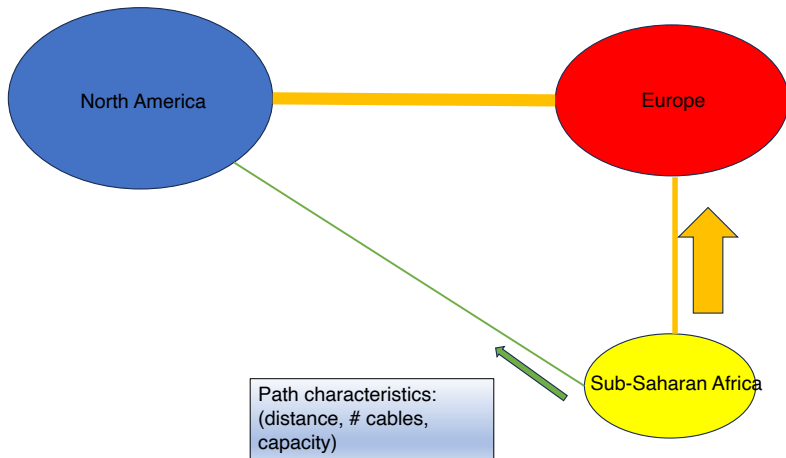 North America
Europe
Sub-Saharan Africa
Path characteristics:
(distance, # cables,
capacity)